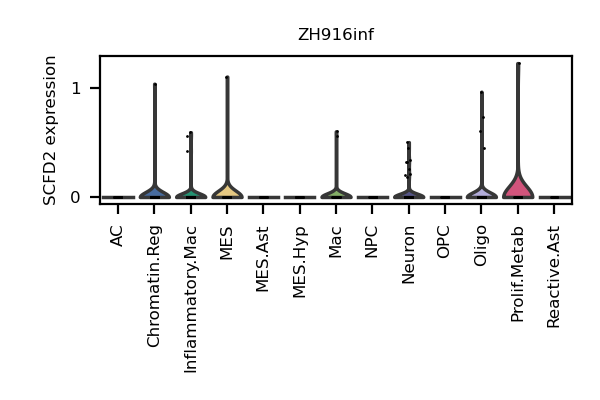 ZH916inf
SCFD2 expression
1
0
AC
Chromatin.Reg
Inflammatory.Mac
MES
MES.Ast
MES.Hyp
Mac
NPC
Neuron
OPC
Oligo
Prolif.Metab
Reactive.Ast